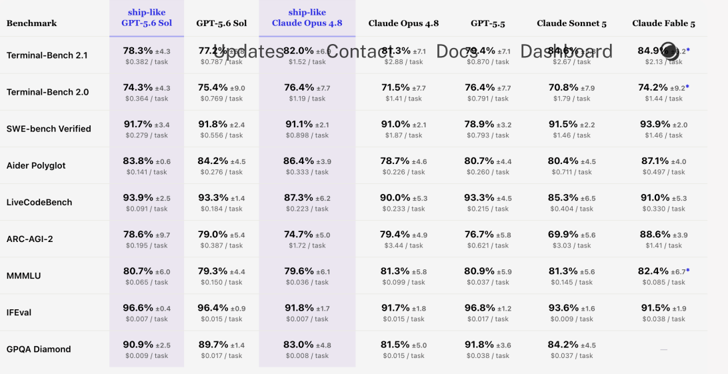 ship-like ship-like
Benchmark GPT-5.6 Sol GPT-5.6 Sol Claude Opus 4.8 Claude Opus 4.8 GPT-5.5 Claude Sonnet 5 Claude Fable 5
Updates Contact Docs Dashboard
Terminal-Bench 2.1 78.3% ±4.3 77.2% 82.0% 81.3% ±7.1 79.4% ±7.1 84.9%
$0.382 / task $0.787 / task $1.52 / task $2.88 / task $0.870 / task $2.67 / task $2.13 / task
Terminal-Bench 2.0 74.3% ±4.3 75.4% ±9.0 76.4% ±7.7 71.5% ±7.7 76.4% ±7.7 70.8% ±7.9 74.2% ±9.2*
$0.364 / task $0.769 / task $1.19 / task $1.41 / task $0.791 / task $1.79 / task $1.44 / task
SWE-bench Verified 91.7% ±3.4 91.8% ±2.4 91.1% ±2.1 91.0% ±2.1 78.9% ±3.2 91.5% ±2.2 93.9% ±2.0
$0.279 / task $0.556 / task $0.898 / task $1.87 / task $0.793 / task $1.46 / task $1.46 / task
Aider Polyglot 83.8% ±0.6 84.2% ±4.5 86.4% ±3.9 78.7% ±4.6 80.7% ±4.4 80.4% ±4.5 87.1% ±4.0
$0.141 / task $0.276 / task $0.333 / task $0.226 / task $0.260 / task $0.711 / task $0.497 / task
LiveCodeBench 93.9% ±2.5 93.3% ±1.4 87.3% ±6.2 90.0% ±5.3 93.3% ±4.5 85.3% ±6.5 91.0% ±5.3
$0.091 / task $0.184 / task $0.223 / task $0.233 / task $0.215 / task $0.404 / task $0.330 / task
ARC-AGI-2 78.6% ±9.7 79.0% ±5.4 74.7% ±5.0 79.4% ±4.9 76.7% ±5.8 69.9% ±5.6 88.6% ±3.9
$0.195 / task $0.387 / task $1.72 / task $3.44 / task $0.621 / task $3.03 / task $1.41 / task
MMMLU 80.7% ±6.0 79.3% ±4.4 79.6% ±6.1 81.3% ±5.8 80.9% ±5.9 81.3% ±5.6 82.4% ±6.7*
$0.065 / task $0.150 / task $0.036 / task $0.099 / task $0.037 / task $0.145 / task $0.085 / task
IFEval 96.6% ±0.4 96.4% ±0.9 91.8% ±1.7 91.7% ±1.8 96.8% ±1.2 93.6% ±1.6 91.5% ±1.9
$0.007 / task $0.015 / task $0.007 / task $0.015 / task $0.017 / task $0.009 / task $0.038 / task
GPQA Diamond 90.9% ±2.5 89.7% ±1.4 83.0% ±4.8 81.5% ±5.0 91.8% ±3.6 84.2% ±4.5 —
$0.009 / task $0.017 / task $0.008 / task $0.015 / task $0.038 / task $0.037 / task